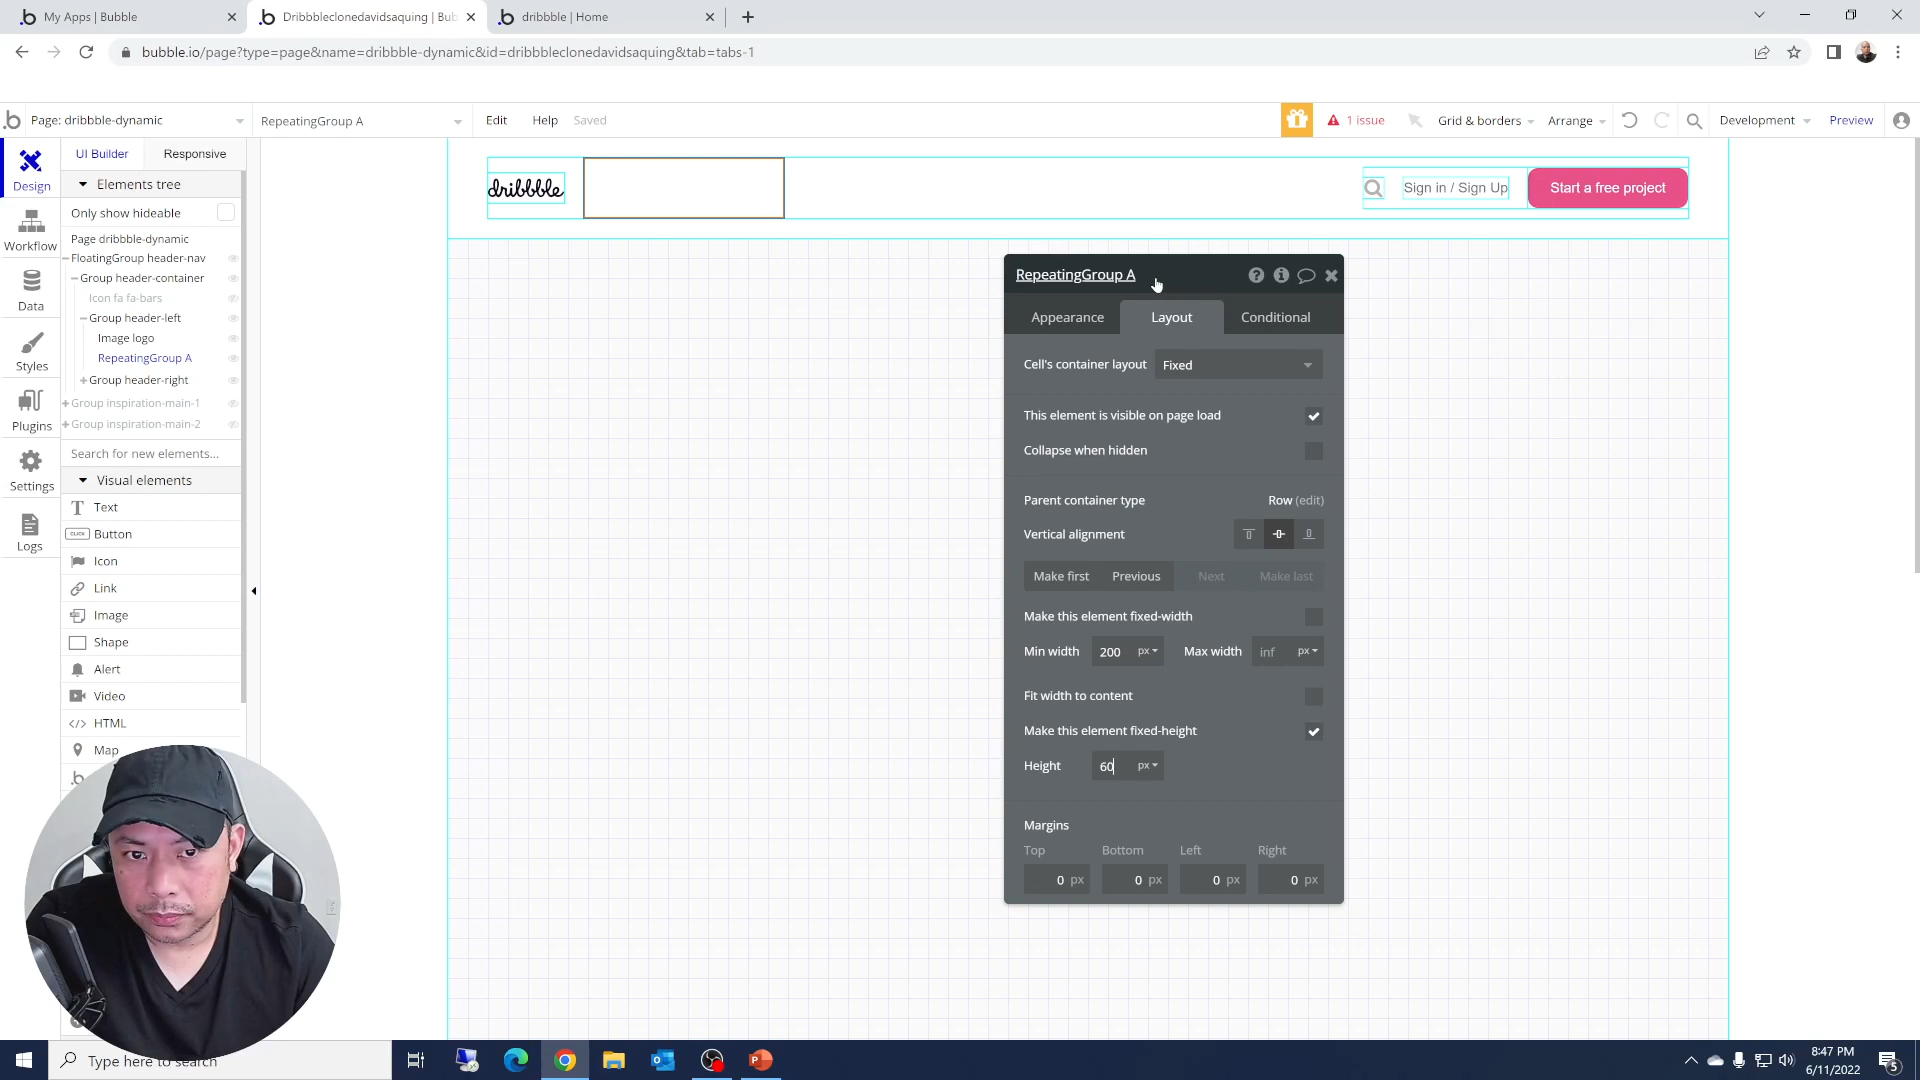 My Apps | Bubble
Dribbbleclonedavidsaquing | Bub
dribbble | Home
bubble.io/page?type=page&name=dribbble-dynamic&id=dribbbleclonedavidsaquing&tab=tabs-1
Page: dribbble-dynamic
RepeatingGroup A
Edit
Help
Saved
1 issue
Grid & borders
Arrange
Development
Preview
Design
Workflow
Data
Styles
Plugins
Settings
Logs
UI Builder
Responsive
Elements tree
Only show hideable
Page dribbble-dynamic
FloatingGroup header-nav
Group header-container
Icon fa fa-bars
Group header-left
Image logo
RepeatingGroup A
Group header-right
Group inspiration-main-1
Group inspiration-main-2
Search for new elements...
Visual elements
Text
CLICK
Button
Icon
Link
Image
Shape
Alert
Video
</> HTML
Map
dribbble
Sign in / Sign Up
Start a free project
RepeatingGroup A
Appearance
Layout
Conditional
Cell's container layout
Fixed
This element is visible on page load
Collapse when hidden
Parent container type
Row (edit)
Vertical alignment
Make first
Previous
Next
Make last
Make this element fixed-width
Min width 200 px
Max width inf px
Fit width to content
Make this element fixed-height
Height 60 px
Margins
Top Bottom Left Right
0 px 0 px 0 px 0 px
Type here to search
8:47 PM
6/11/2022
5